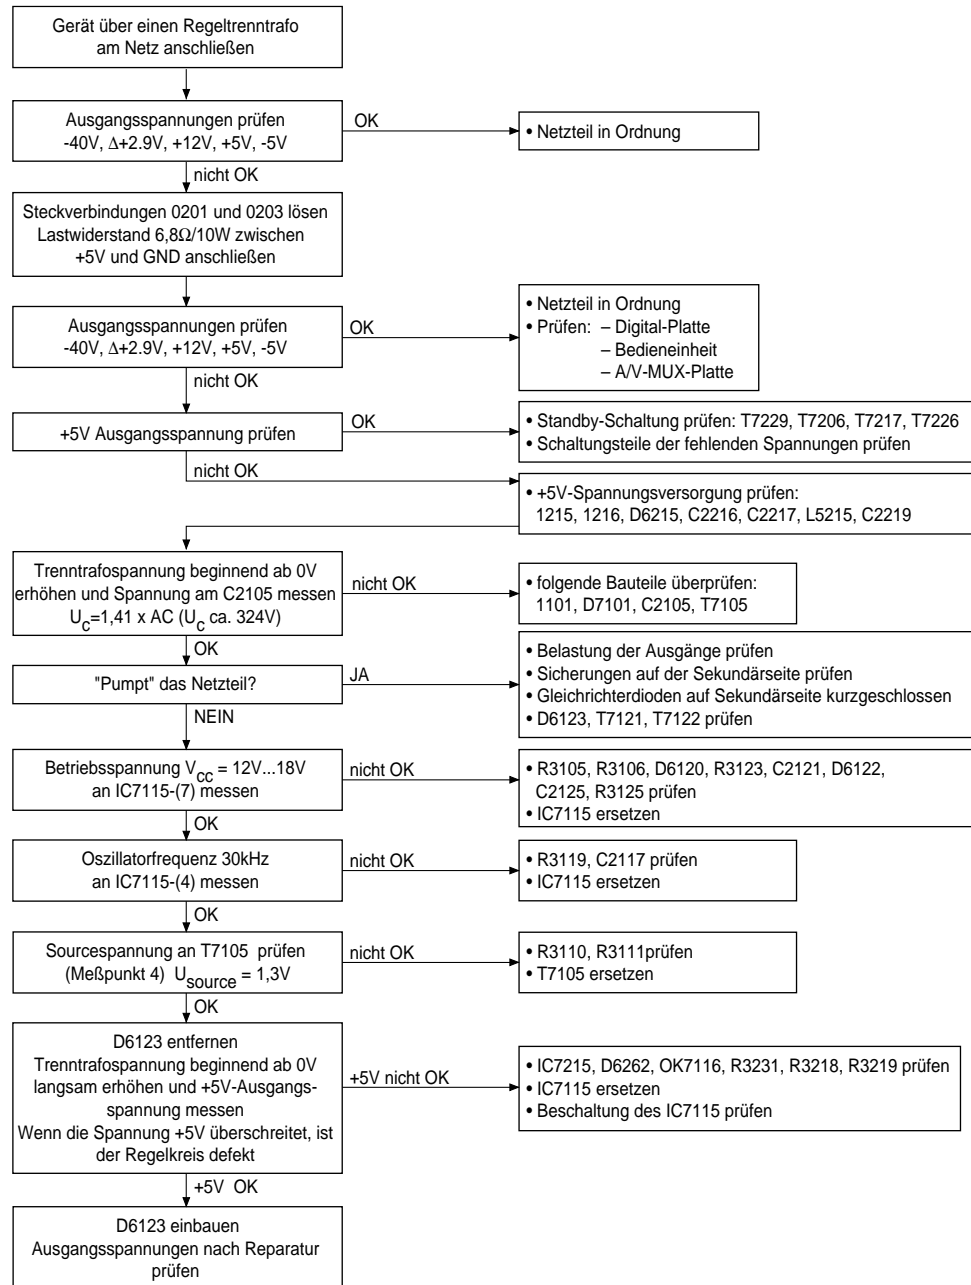 Gerät über einen Regeltrenntrafo
am Netz anschließen
Ausgangsspannungen prüfen
-40V, Δ+2.9V, +12V, +5V, -5V
OK
• Netzteil in Ordnung
nicht OK
Steckverbindungen 0201 und 0203 lösen
Lastwiderstand 6,8Ω/10W zwischen
+5V und GND anschließen
Ausgangsspannungen prüfen
-40V, Δ+2.9V, +12V, +5V, -5V
OK
• Netzteil in Ordnung
• Prüfen: – Digital-Platte
– Bedieneinheit
– A/V-MUX-Platte
nicht OK
+5V Ausgangsspannung prüfen
OK
• Standby-Schaltung prüfen: T7229, T7206, T7217, T7226
• Schaltungsteile der fehlenden Spannungen prüfen
nicht OK
• +5V-Spannungsversorgung prüfen:
1215, 1216, D6215, C2216, C2217, L5215, C2219
Trenntrafospannung beginnend ab 0V
erhöhen und Spannung am C2105 messen
UC=1,41 x AC (UC ca. 324V)
nicht OK
• folgende Bauteile überprüfen:
1101, D7101, C2105, T7105
OK
"Pumpt" das Netzteil?
JA
• Belastung der Ausgänge prüfen
• Sicherungen auf der Sekundärseite prüfen
• Gleichrichterdioden auf Sekundärseite kurzgeschlossen
• D6123, T7121, T7122 prüfen
NEIN
Betriebsspannung VCC = 12V...18V
an IC7115-(7) messen
nicht OK
• R3105, R3106, D6120, R3123, C2121, D6122,
C2125, R3125 prüfen
• IC7115 ersetzen
OK
Oszillatorfrequenz 30kHz
an IC7115-(4) messen
nicht OK
• R3119, C2117 prüfen
• IC7115 ersetzen
OK
Sourcespannung an T7105 prüfen
(Meßpunkt 4) Usource = 1,3V
nicht OK
• R3110, R3111prüfen
• T7105 ersetzen
OK
D6123 entfernen
Trenntrafospannung beginnend ab 0V
langsam erhöhen und +5V-Ausgangs-
spannung messen
Wenn die Spannung +5V überschreitet, ist
der Regelkreis defekt
+5V nicht OK
• IC7215, D6262, OK7116, R3231, R3218, R3219 prüfen
• IC7115 ersetzen
• Beschaltung des IC7115 prüfen
+5V OK
D6123 einbauen
Ausgangsspannungen nach Reparatur
prüfen